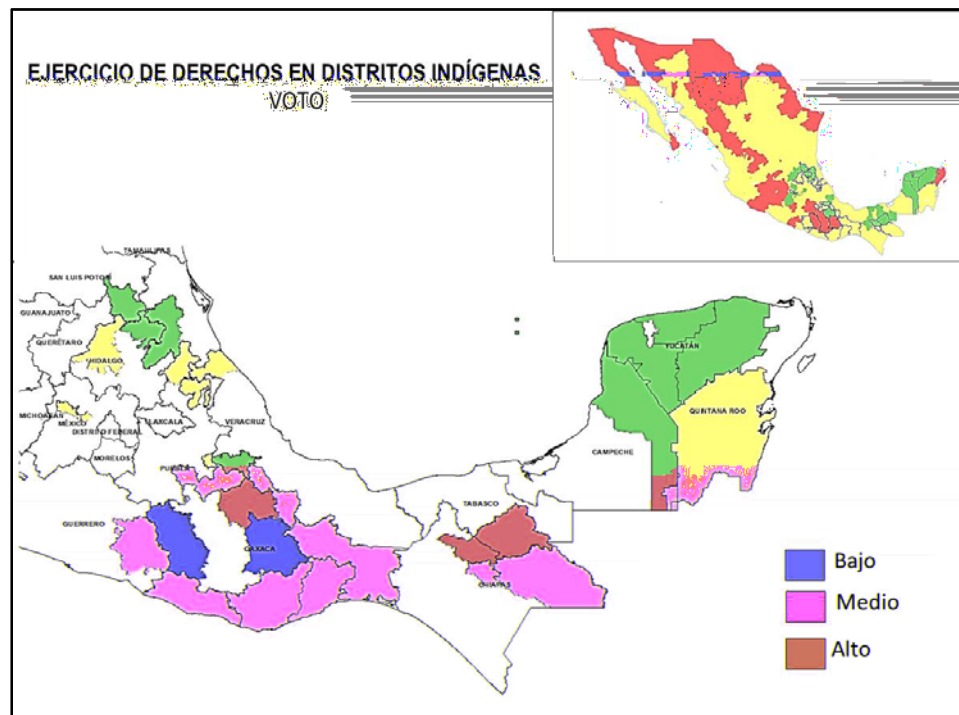 EJERCICIO DE DERECHOS EN DISTRITOS INDÍGENAS
VOTO
TAMAULIPAS
SAN LUIS POTOSÍ
GUANAJUATO
QUERÉTARO
HIDALGO
YUCATÁN
QUINTANA ROO
MICHOACÁN
MÉXICO
TLAXCALA
VERACRUZ
DISTRITO FEDERAL
CAMPECHE
MORELOS
PUEBLA
TABASCO
GUERRERO
OAXACA
CHIAPAS
Bajo
Medio
Alto